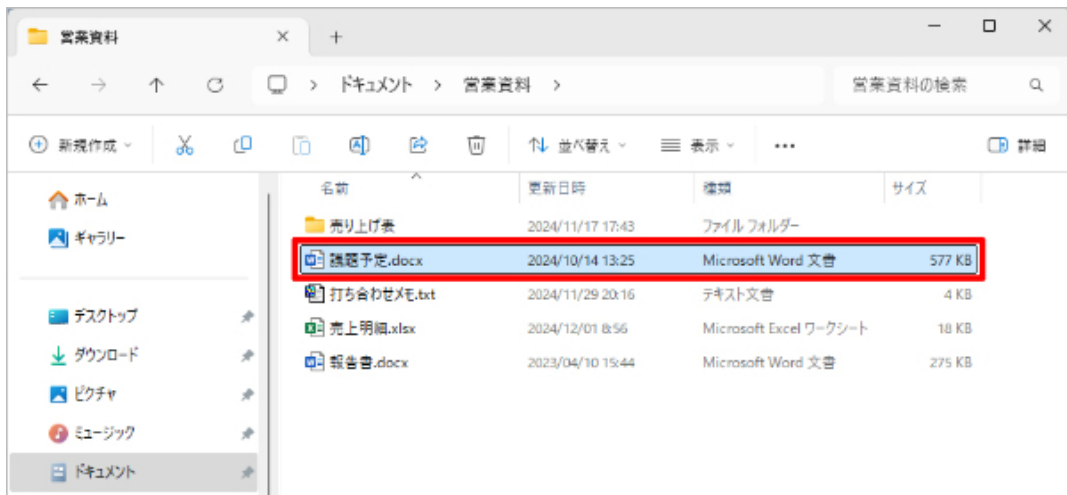 営業資料
ドキュメント > 営業資料 >
営業資料の検索
新規作成
並べ替え
表示
詳細
名前 更新日時 種類 サイズ
ホーム
ギャラリー
デスクトップ
ダウンロード
ピクチャ
ミュージック
ドキュメント
売り上げ表 2024/11/17 17:43 ファイル フォルダー
議題予定.docx 2024/10/14 13:25 Microsoft Word 文書 577 KB
打ち合わせメモ.txt 2024/11/29 20:16 テキスト文書 4 KB
売上明細.xlsx 2024/12/01 8:56 Microsoft Excel ワークシート 18 KB
報告書.docx 2023/04/10 15:44 Microsoft Word 文書 275 KB